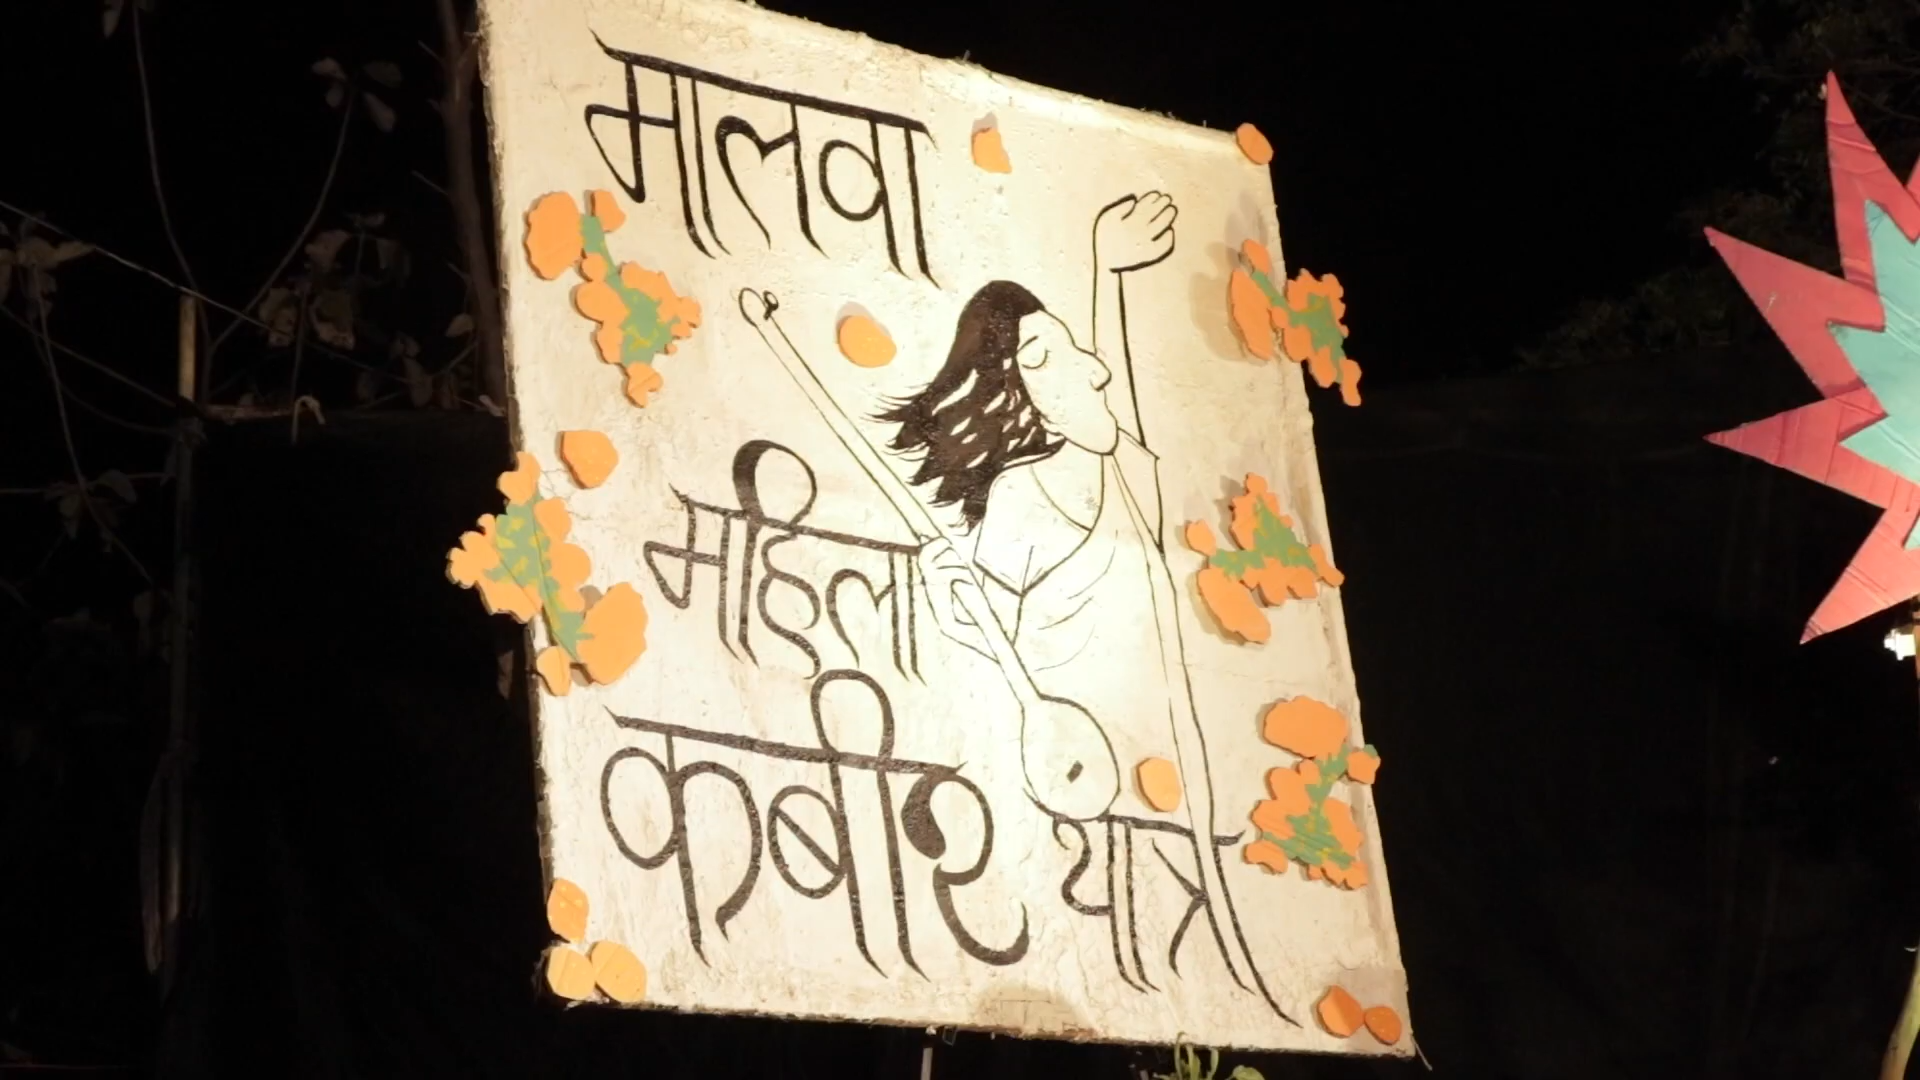 मालवा
महिला
कबीर यात्रा